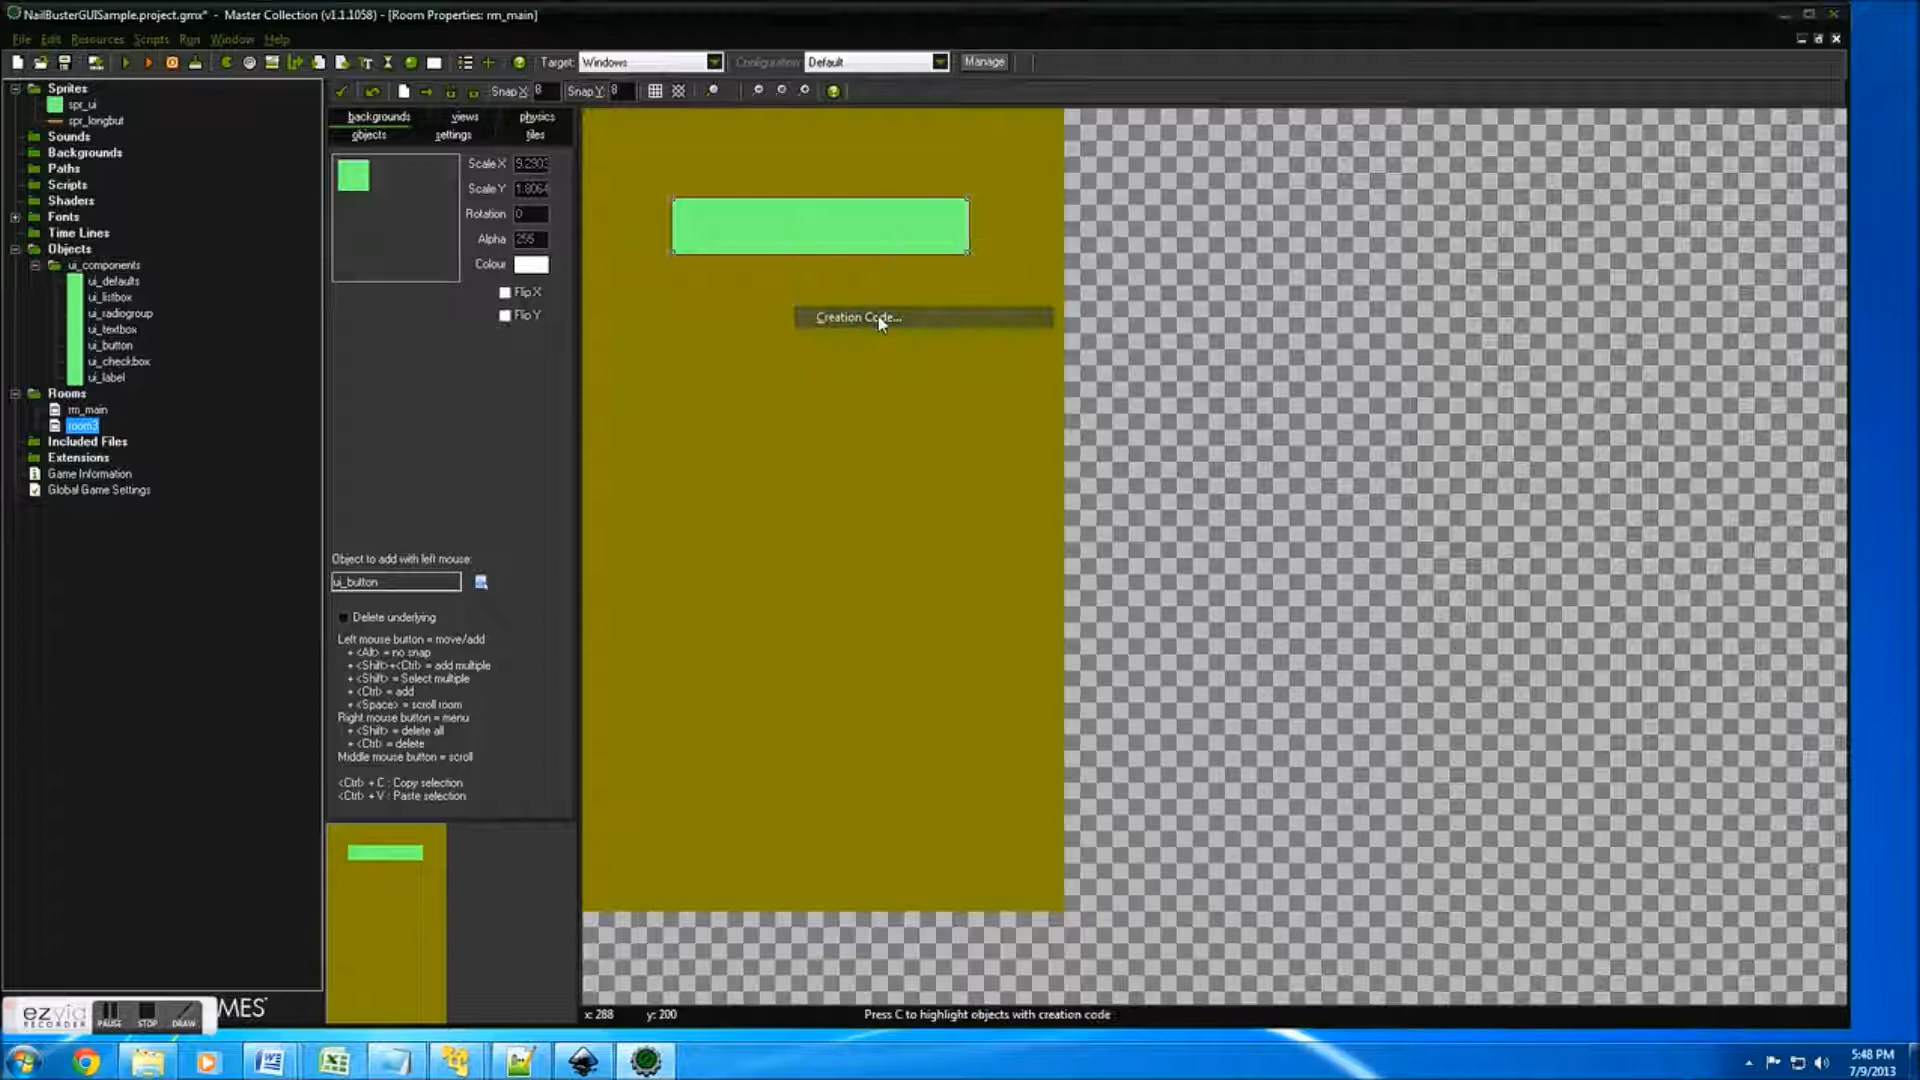 NailBusterGUISample.project.gmx* - Master Collection (v1.1.1058) - [Room Properties: rm_main]
File Edit Resources Scripts Run Window Help
Target: Windows Configuration: Default Manage
Snap X: 8 Snap Y: 8
Sprites
spr_ui
spr_longbut
Sounds
Backgrounds
Paths
Scripts
Shaders
Fonts
Time Lines
Objects
ui_components
ui_defaults
ui_listbox
ui_radiogroup
ui_textbox
ui_button
ui_checkbox
ui_label
Rooms
rm_main
room3
Included Files
Extensions
Game Information
Global Game Settings
backgrounds views physics
objects settings tiles
Scale X 9.2903
Scale Y 1.8064
Rotation 0
Alpha 255
Colour
Flip X
Flip Y
Creation Code...
Object to add with left mouse:
ui_button
Delete underlying
Left mouse button = move/add
+ <Alt> = no snap
+ <Shift>+<Ctrl> = add multiple
+ <Shift> = Select multiple
+ <Ctrl> = add
+ <Space> = scroll room
Right mouse button = menu
+ <Shift> = delete all
+ <Ctrl> = delete
Middle mouse button = scroll
<Ctrl> + C : Copy selection
<Ctrl> + V : Paste selection
x: 288 y: 200 Press C to highlight objects with creation code
ezvid
RECORDER
PAUSE STOP DRAW
MES
5:48 PM
7/9/2013